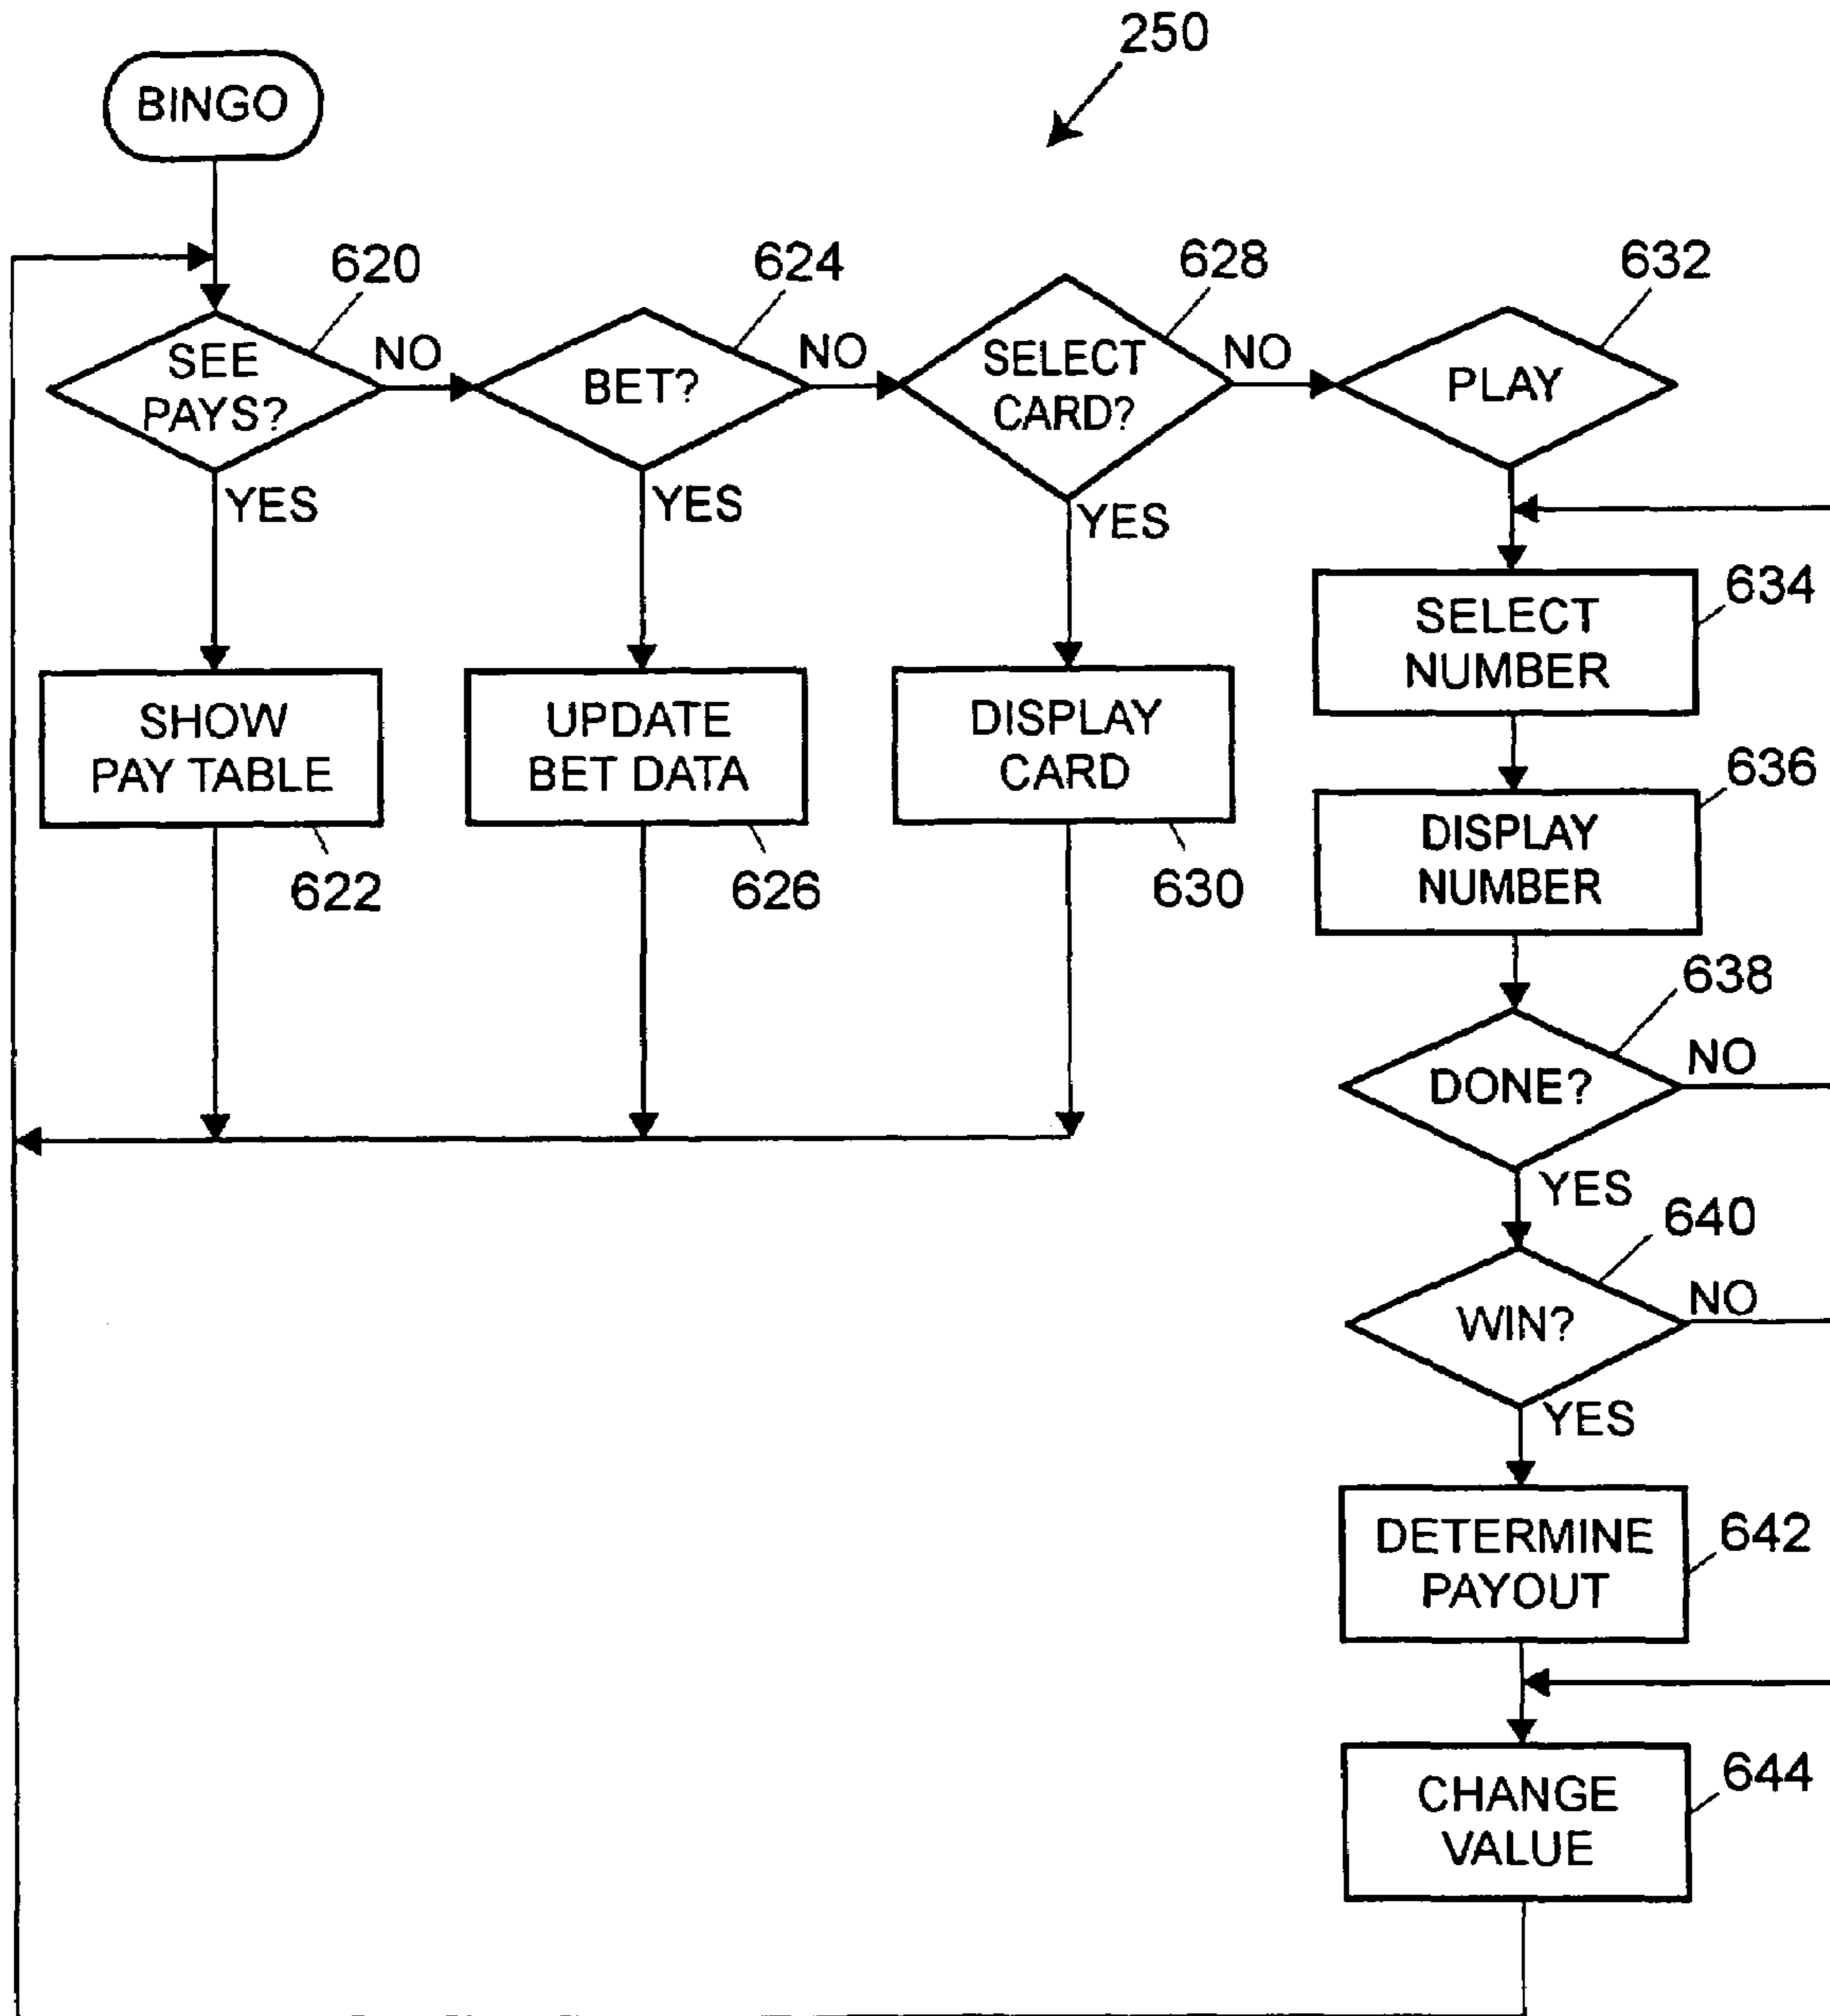 250
BINGO
620
624
628
632
SEE
PAYS?
NO
BET?
NO
SELECT
CARD?
NO
PLAY
YES
YES
YES
SHOW
PAY TABLE
622
UPDATE
BET DATA
626
DISPLAY
CARD
630
SELECT
NUMBER
634
DISPLAY
NUMBER
636
638
DONE?
NO
YES
640
WIN?
NO
YES
DETERMINE
PAYOUT
642
CHANGE
VALUE
644